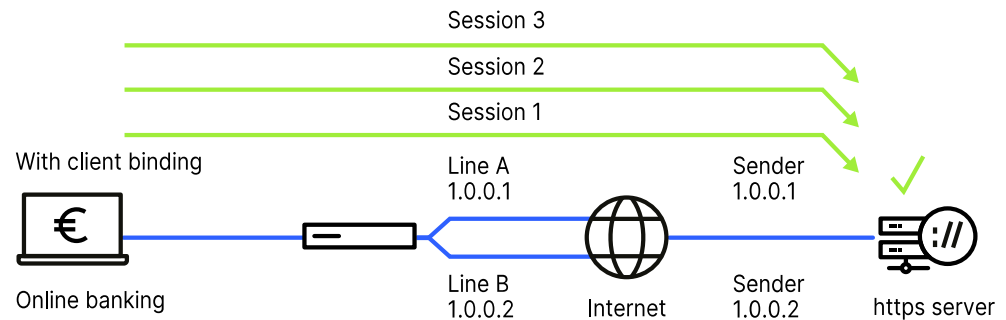 Session 3
Session 2
Session 1
With client binding
Line A
1.0.0.1
Sender
1.0.0.1
€
://
Online banking
Line B
1.0.0.2
Internet
Sender
1.0.0.2
https server